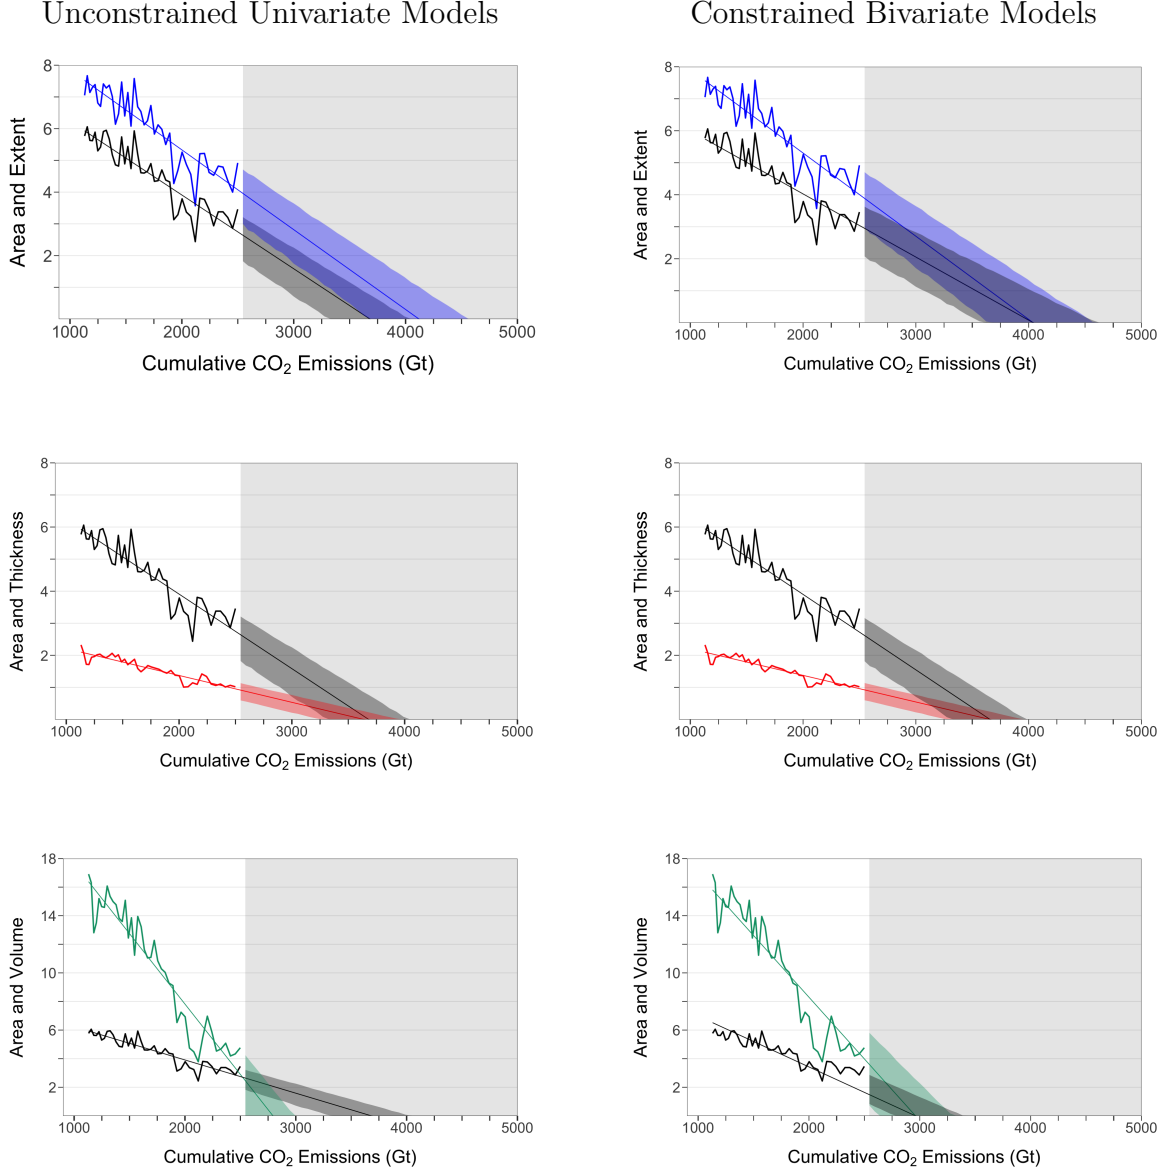 Unconstrained Univariate Models
Constrained Bivariate Models
8
6
4
2
Area and Extent
1000 2000 3000 4000 5000
Cumulative CO₂ Emissions (Gt)
8
6
4
2
Area and Extent
1000 2000 3000 4000 5000
Cumulative CO₂ Emissions (Gt)
8
6
4
2
Area and Thickness
1000 2000 3000 4000 5000
Cumulative CO₂ Emissions (Gt)
8
6
4
2
Area and Thickness
1000 2000 3000 4000 5000
Cumulative CO₂ Emissions (Gt)
18
14
10
6
2
Area and Volume
1000 2000 3000 4000 5000
Cumulative CO₂ Emissions (Gt)
18
14
10
6
2
Area and Volume
1000 2000 3000 4000 5000
Cumulative CO₂ Emissions (Gt)